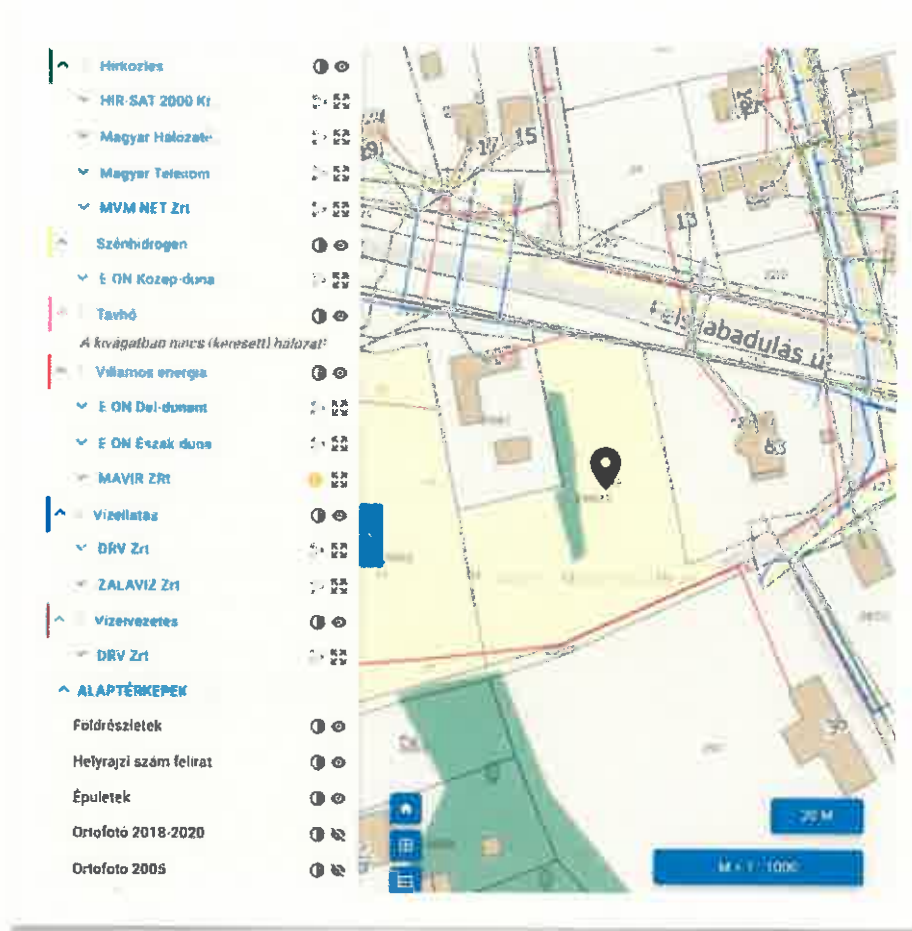 Hírközlés
HIR-SAT 2000 Kf
Magyar Hálózati
Magyar Telekom
MVM NET Zrt
Szénhidrogén
E ON Közép-duna
Távhő
A kivágatban nincs (keresett) hálózat!
Villamos energia
E ON Dél-dunánt
E ON Észak-duna
MAVIR ZRt
Vízellátás
DRV Zrt
ZALAVÍZ Zrt
Vízelvezetés
DRV Zrt
ALAPTÉRKÉPEK
Földrészletek
Helyrajzi szám felirat
Épületek
Ortofotó 2018-2020
Ortofotó 2005
17
15
13
Felszabadulás u.
63
20 M
M = 1 : 1000